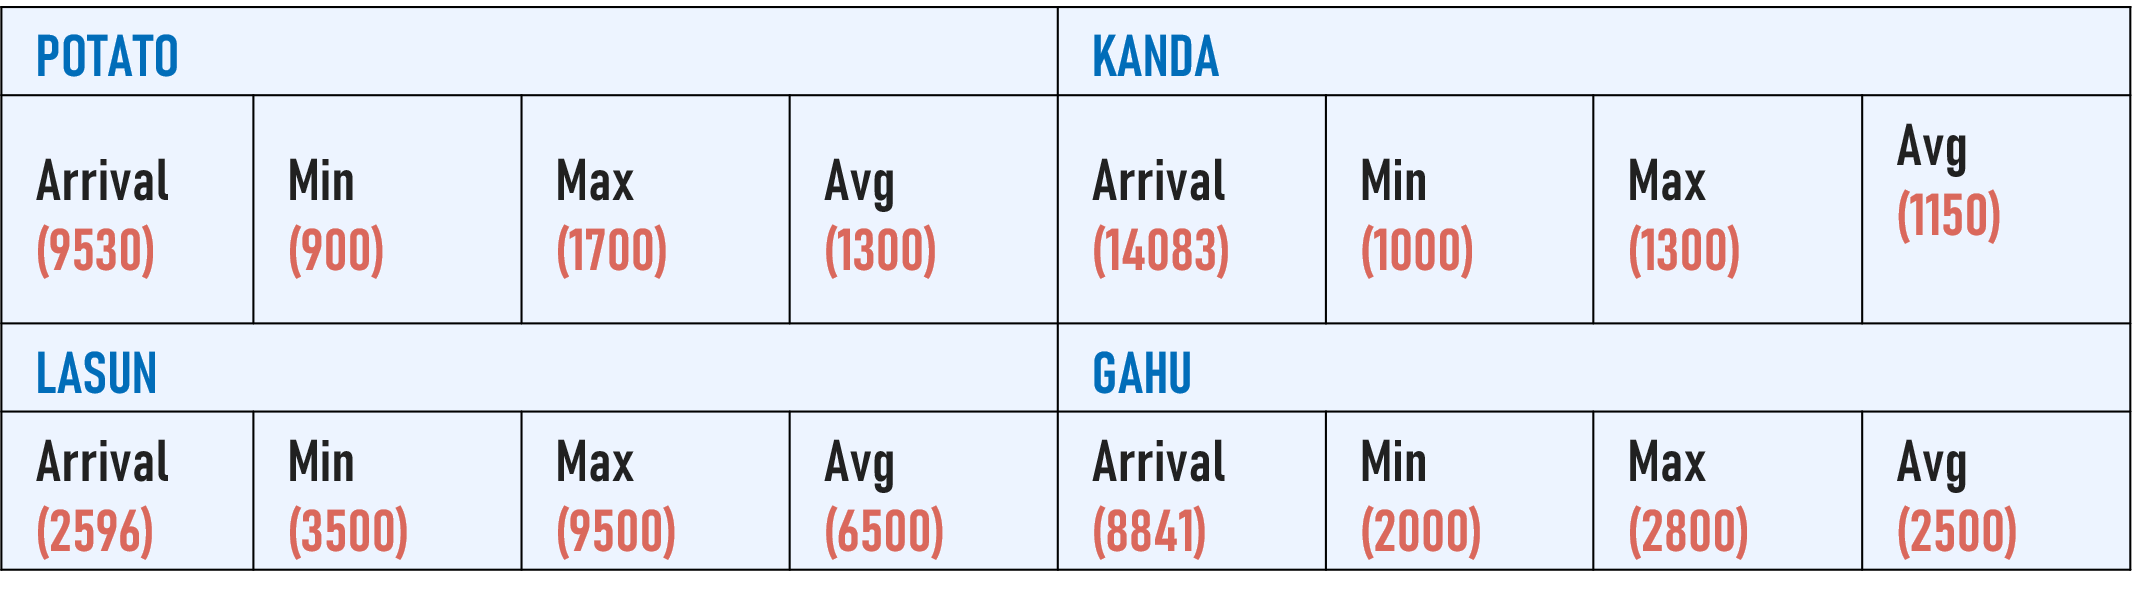 POTATO
KANDA
Arrival
(9530)
Min
(900)
Max
(1700)
Avg
(1300)
Arrival
(14083)
Min
(1000)
Max
(1300)
Avg
(1150)
LASUN
GAHU
Arrival
(2596)
Min
(3500)
Max
(9500)
Avg
(6500)
Arrival
(8841)
Min
(2000)
Max
(2800)
Avg
(2500)